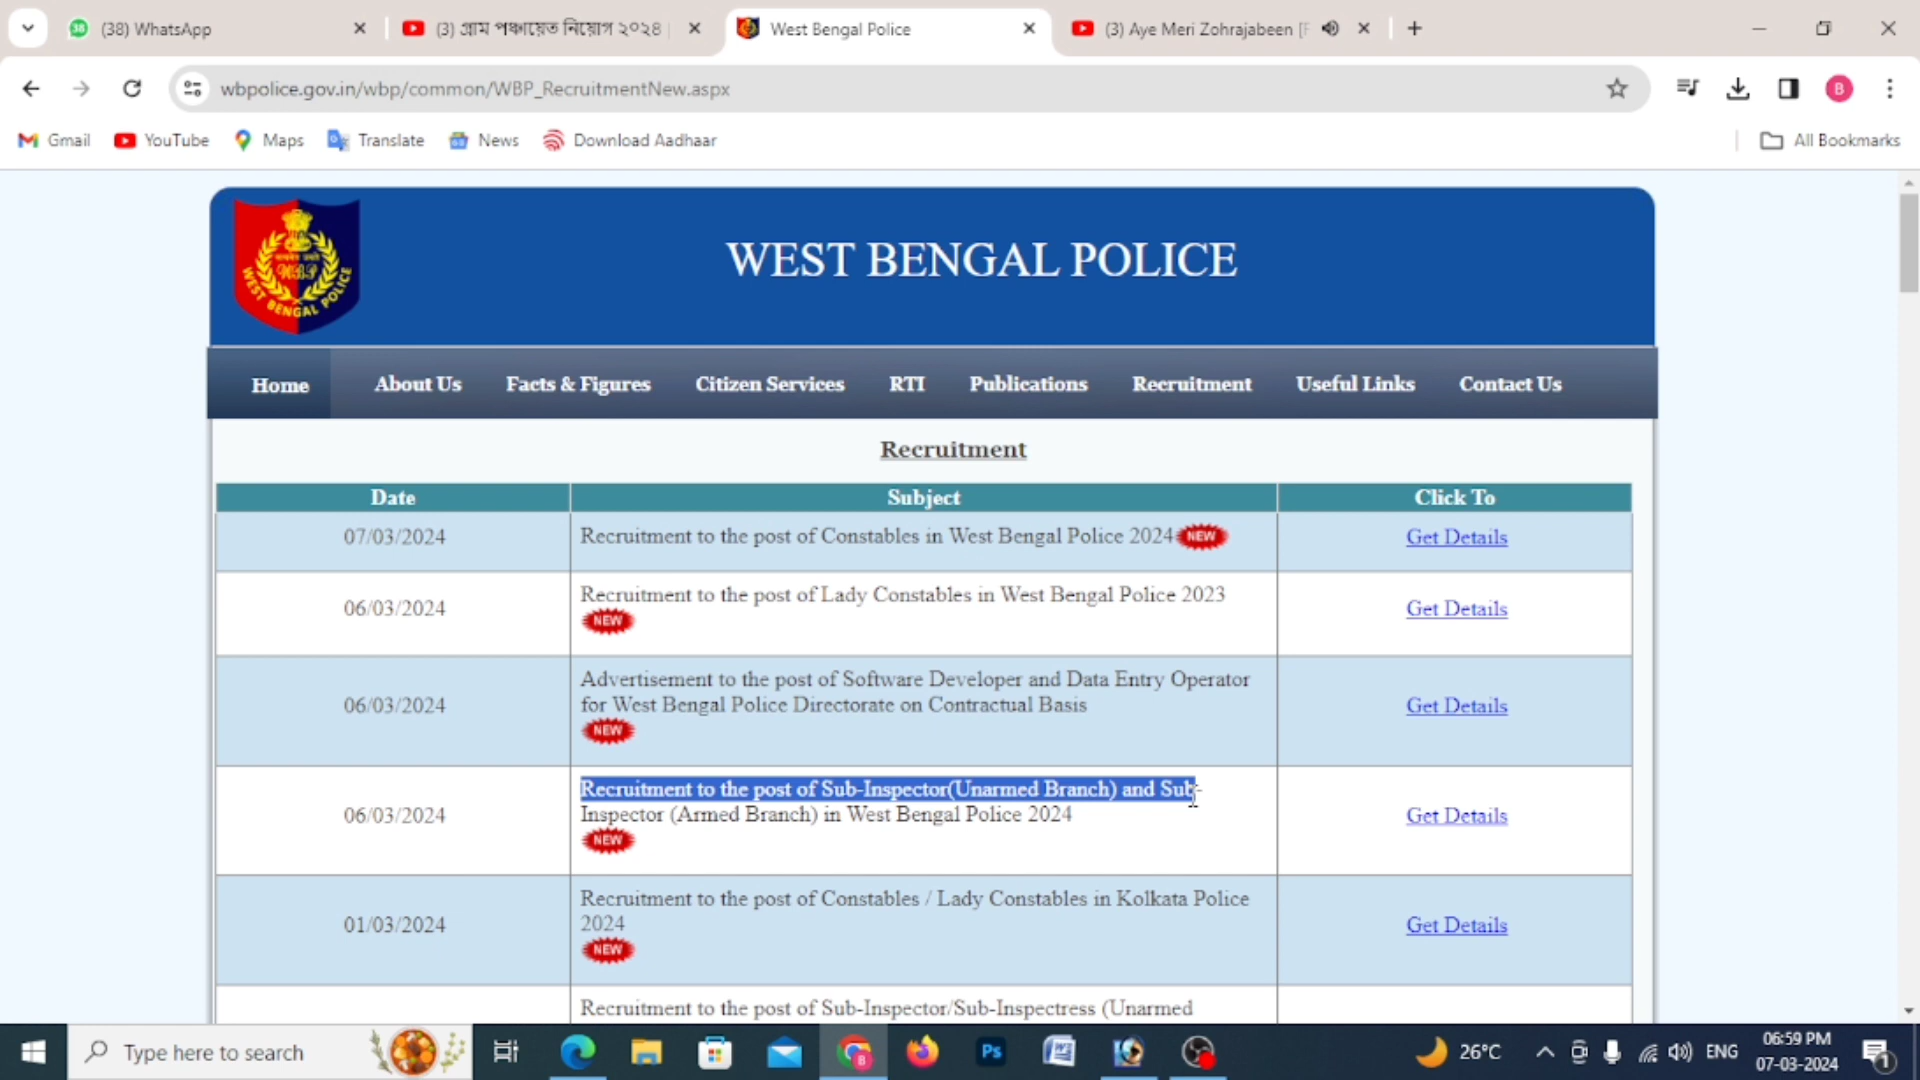 (38) WhatsApp
(3) গ্রাম পঞ্চায়েত নিয়োগ ২০২৪
West Bengal Police
(3) Aye Meri Zohrajabeen [F
wbpolice.gov.in/wbp/common/WBP_RecruitmentNew.aspx
B
Gmail YouTube Maps Translate News Download Aadhaar All Bookmarks
WBP
WEST BENGAL POLICE
WEST BENGAL POLICE
Home About Us Facts & Figures Citizen Services RTI Publications Recruitment Useful Links Contact Us
Recruitment
Date Subject Click To
07/03/2024 Recruitment to the post of Constables in West Bengal Police 2024 NEW Get Details
06/03/2024 Recruitment to the post of Lady Constables in West Bengal Police 2023 Get Details
NEW
06/03/2024 Advertisement to the post of Software Developer and Data Entry Operator
for West Bengal Police Directorate on Contractual Basis Get Details
NEW
Recruitment to the post of Sub-Inspector(Unarmed Branch) and Sub-
06/03/2024 Inspector (Armed Branch) in West Bengal Police 2024 Get Details
NEW
Recruitment to the post of Constables / Lady Constables in Kolkata Police
01/03/2024 2024 Get Details
NEW
Recruitment to the post of Sub-Inspector/Sub-Inspectress (Unarmed
Type here to search
Ps
26°C
ENG
06:59 PM
07-03-2024
1